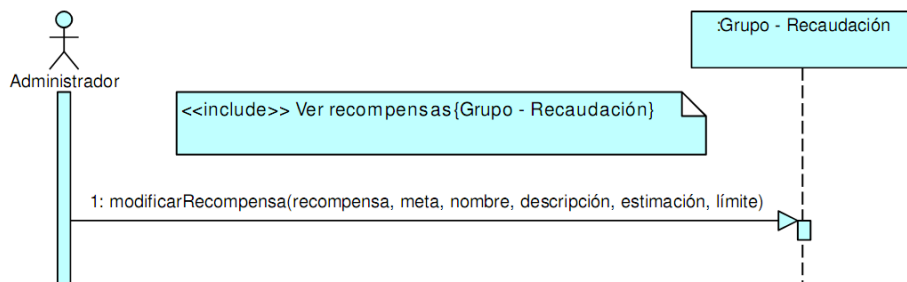 :Grupo - Recaudación
Administrador
<<include>> Ver recompensas{Grupo - Recaudación}
1: modificarRecompensa(recompensa, meta, nombre, descripción, estimación, límite)